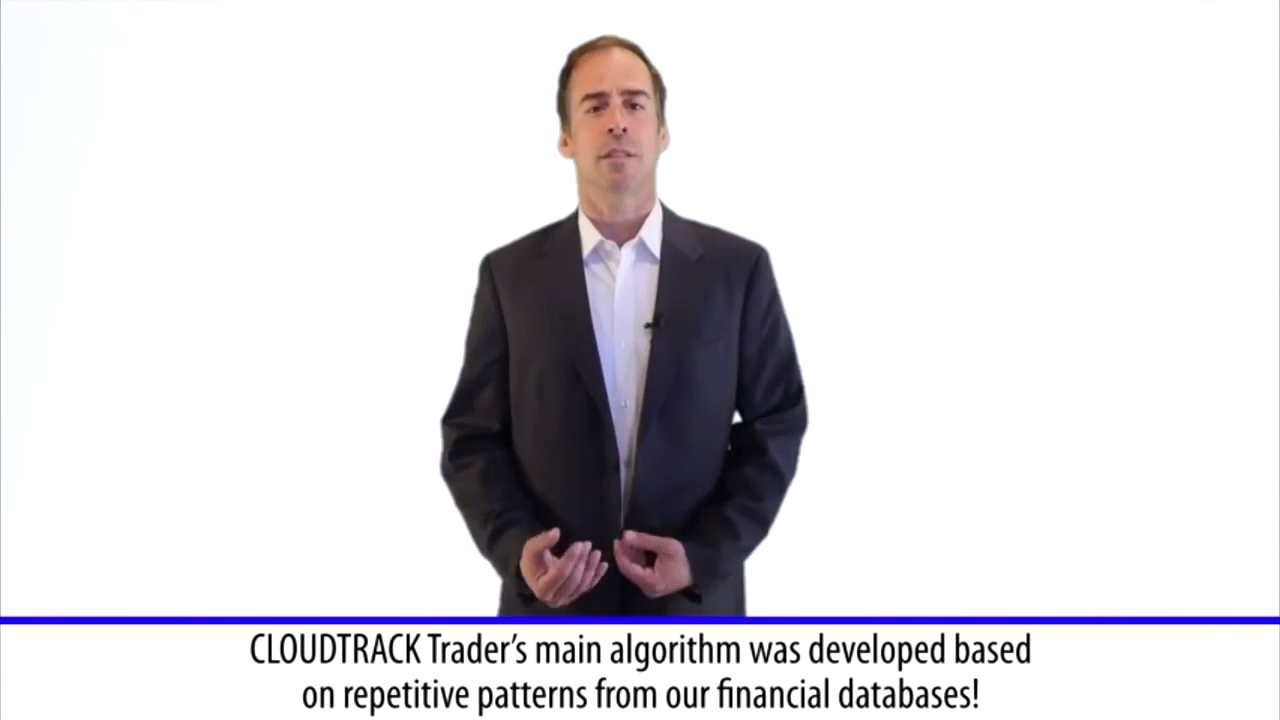 CLOUDTRACK Trader’s main algorithm was developed based
on repetitive patterns from our financial databases!